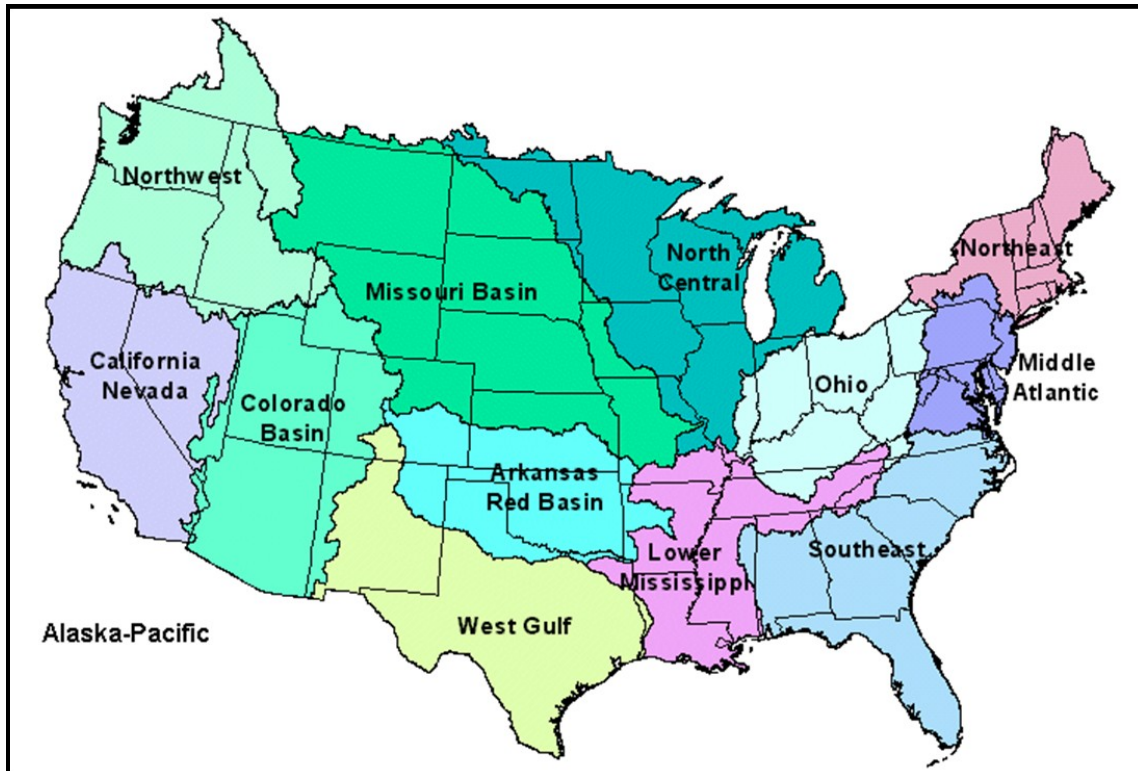 Northwest
Northeast
North
Central
Missouri Basin
California
Nevada
Middle
Atlantic
Ohio
Colorado
Basin
Arkansas
Red Basin
Lower
Mississippi
Southeast
West Gulf
Alaska-Pacific